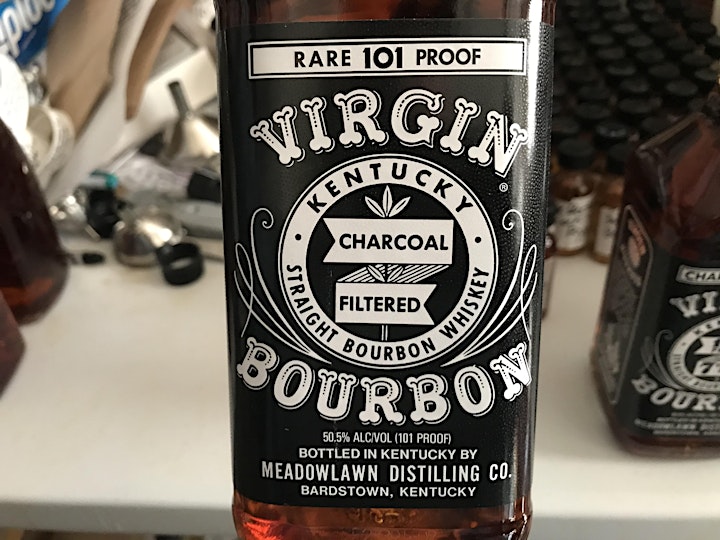 RARE 101 PROOF
VIRGIN®
KENTUCKY
CHARCOAL
FILTERED
STRAIGHT BOURBON WHISKEY
BOURBON
50.5% ALC/VOL (101 PROOF)
BOTTLED IN KENTUCKY BY
MEADOWLAWN DISTILLING CO.
BARDSTOWN, KENTUCKY